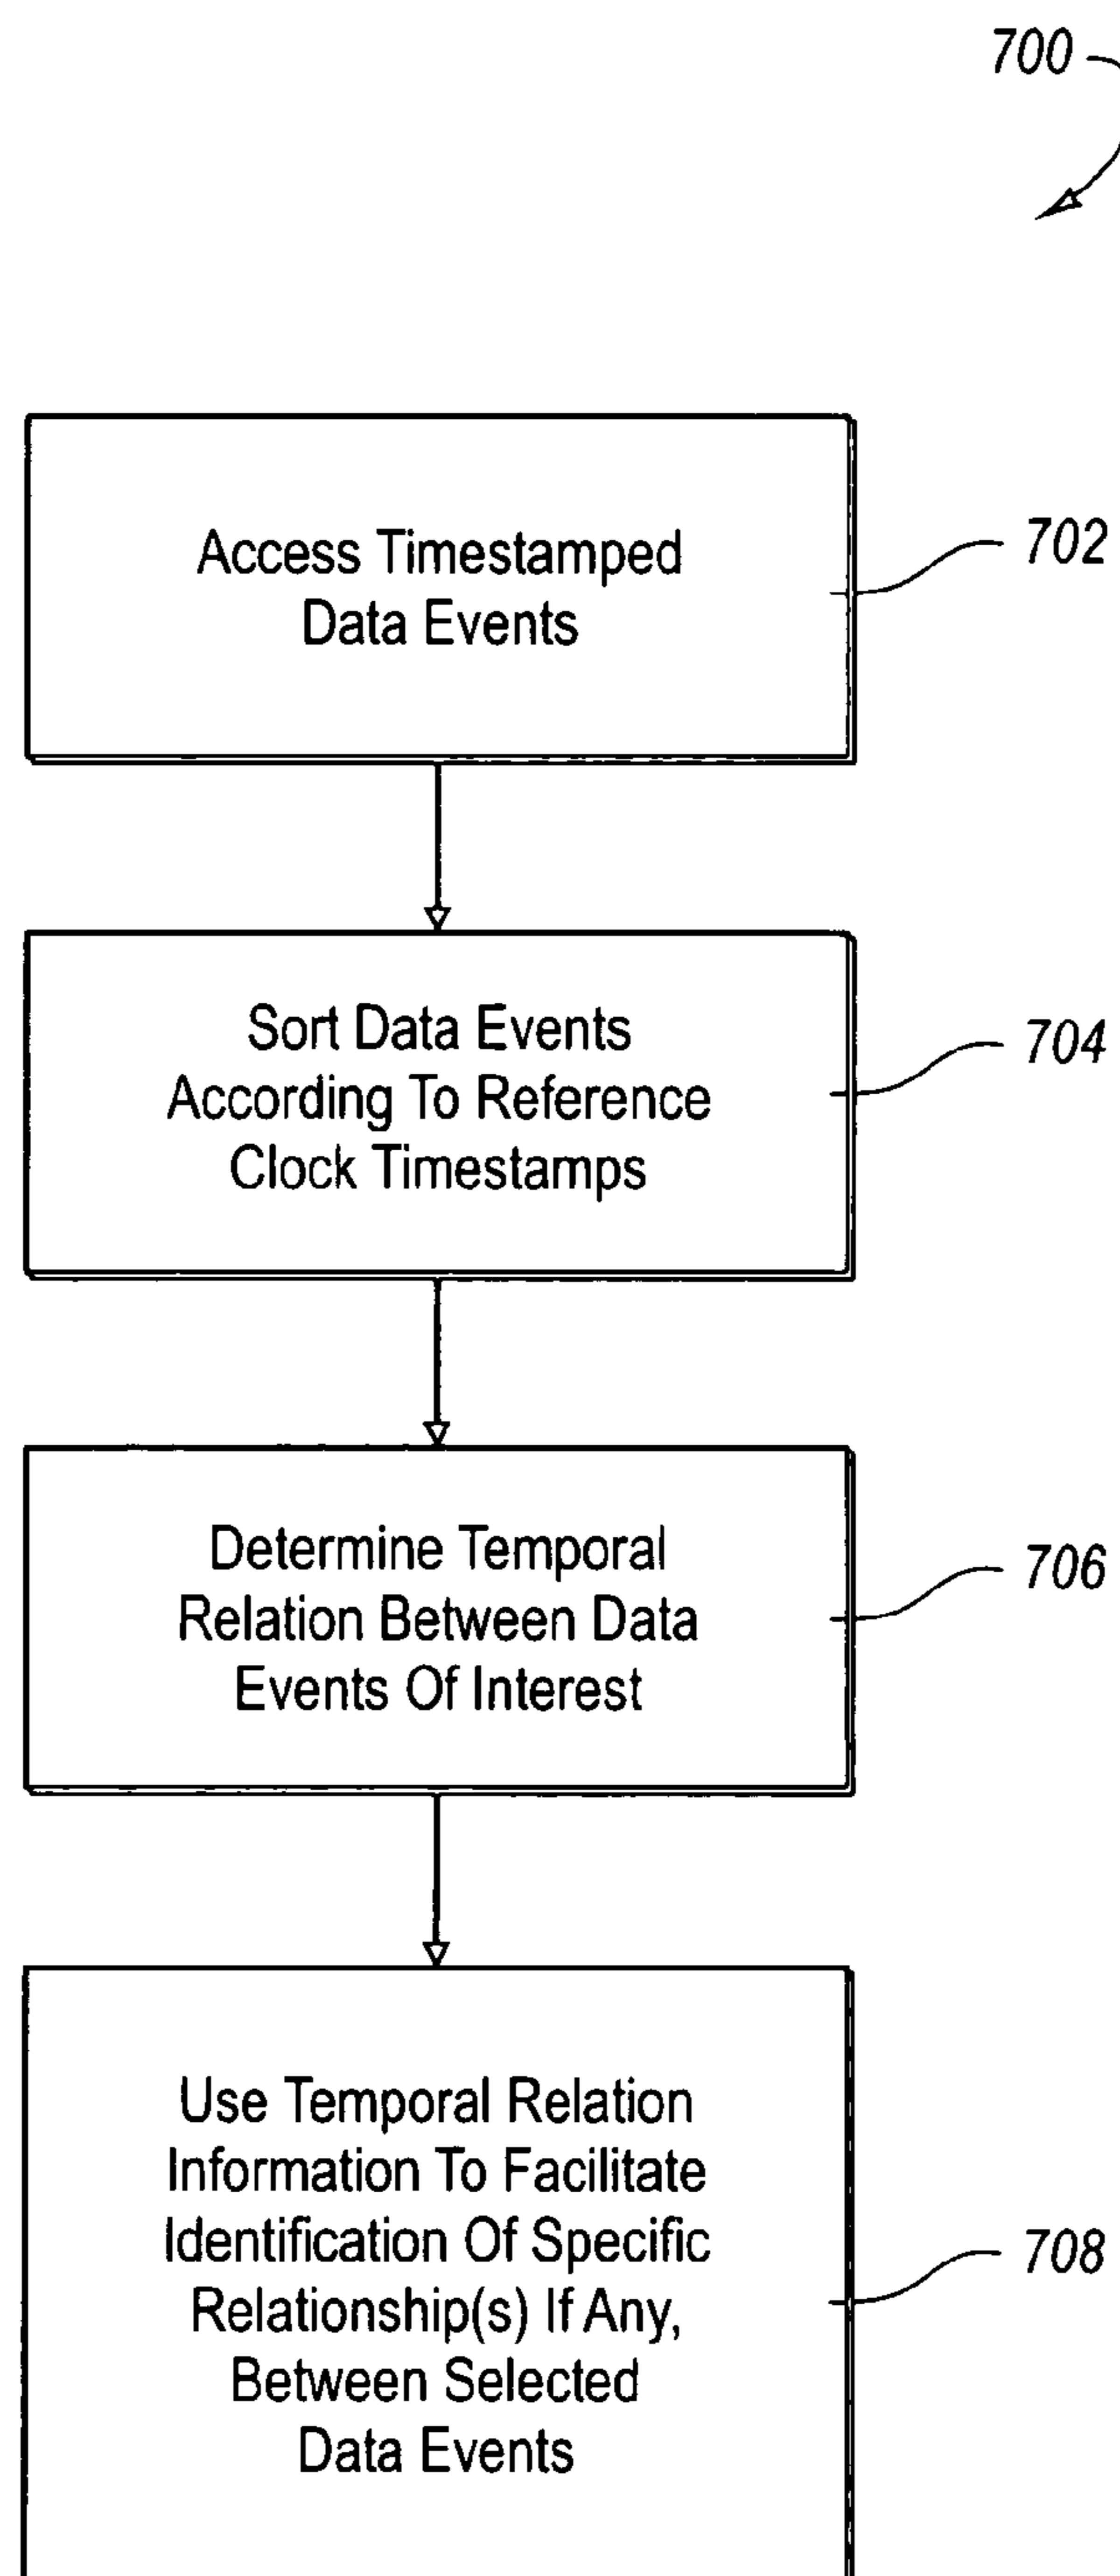 700
Access Timestamped
Data Events
702
Sort Data Events
According To Reference
Clock Timestamps
704
Determine Temporal
Relation Between Data
Events Of Interest
706
Use Temporal Relation
Information To Facilitate
Identification Of Specific
Relationship(s) If Any,
Between Selected
Data Events
708